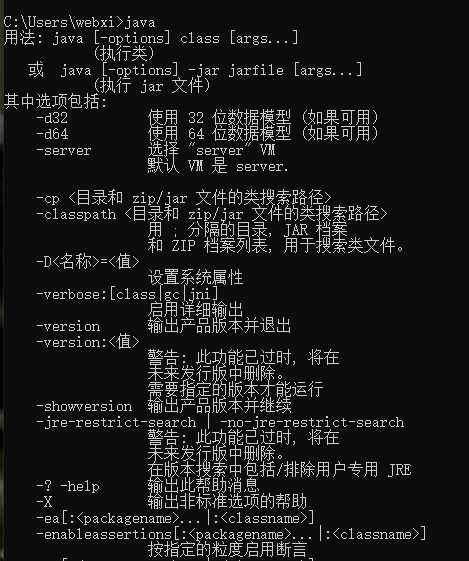 C:\Users\webxi>java
用法: java [-options] class [args...]
(执行类)
或 java [-options] -jar jarfile [args...]
(执行 jar 文件)
其中选项包括:
-d32 使用 32 位数据模型 (如果可用)
-d64 使用 64 位数据模型 (如果可用)
-server 选择 "server" VM
默认 VM 是 server.
-cp <目录和 zip/jar 文件的类搜索路径>
-classpath <目录和 zip/jar 文件的类搜索路径>
用 ; 分隔的目录, JAR 档案
和 ZIP 档案列表, 用于搜索类文件。
-D<名称>=<值>
设置系统属性
-verbose:[class|gc|jni]
启用详细输出
-version 输出产品版本并退出
-version:<值>
警告: 此功能已过时, 将在
未来发行版中删除。
需要指定的版本才能运行
-showversion 输出产品版本并继续
-jre-restrict-search | -no-jre-restrict-search
警告: 此功能已过时, 将在
未来发行版中删除。
在版本搜索中包括/排除用户专用 JRE
-? -help 输出此帮助消息
-X 输出非标准选项的帮助
-ea[:<packagename>...|:<classname>]
-enableassertions[:<packagename>...|:<classname>]
按指定的粒度启用断言